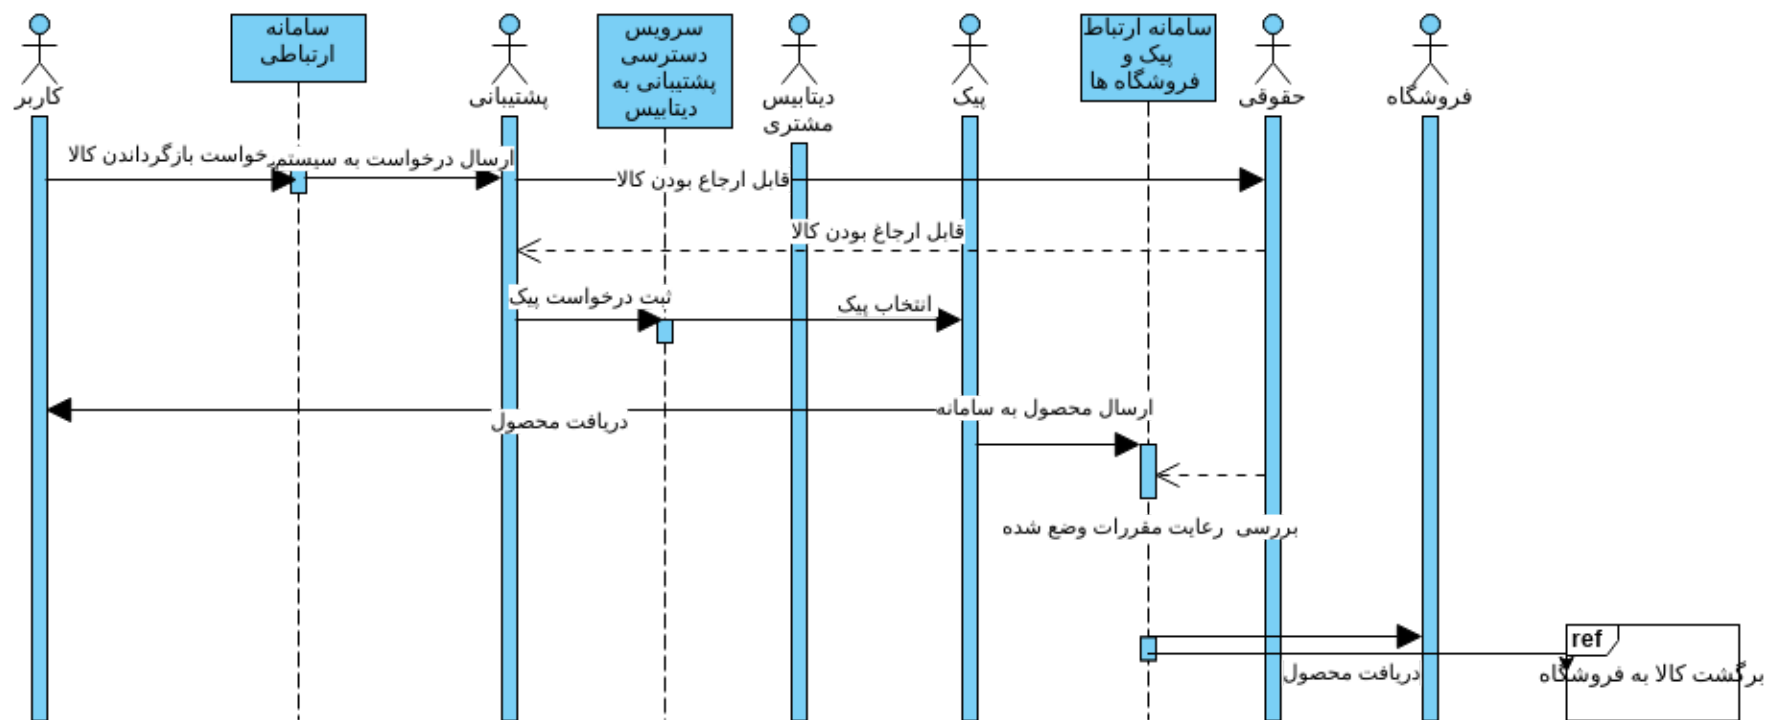 کاربر
سامانه
ارتباطی
پشتیبانی
سرویس
دسترسی
پشتیبانی به
دیتابیس
دیتابیس
مشتری
پیک
سامانه ارتباط
پیک و
فروشگاه ها
حقوقی
فروشگاه
خواست بازگرداندن کالا
ارسال درخواست به سیستم
قابل ارجاع بودن کالا
قابل ارجاغ بودن کالا
ثبت درخواست پیک
انتخاب پیک
دریافت محصول
ارسال محصول به سامانه
بررسی رعایت مقررات وضع شده
دریافت محصول
ref
برگشت کالا به فروشگاه